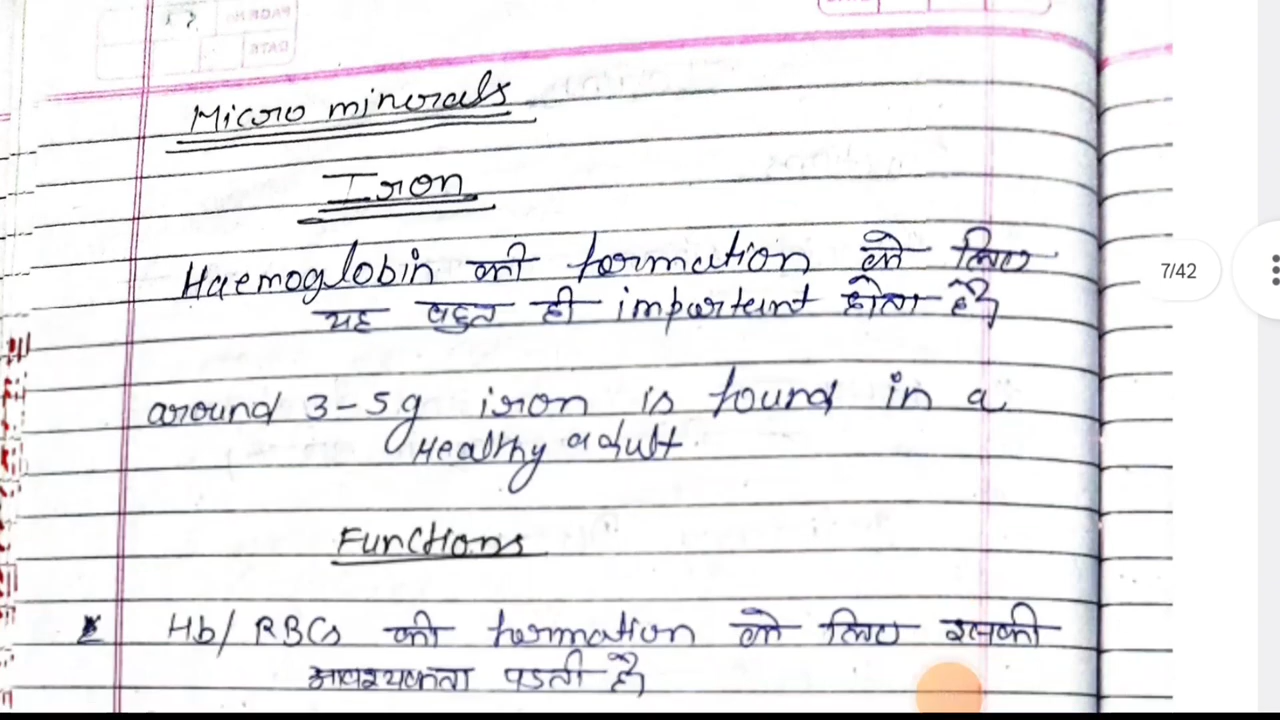 Micro minerals
Iron
Haemoglobin की formation के लिए
यह बहुत ही important होता है
around 3-5g iron is found in a
Healthy adult.
Functions
Hb/RBCs की formation के लिए इसकी
आवश्यकता पडती है
7/42